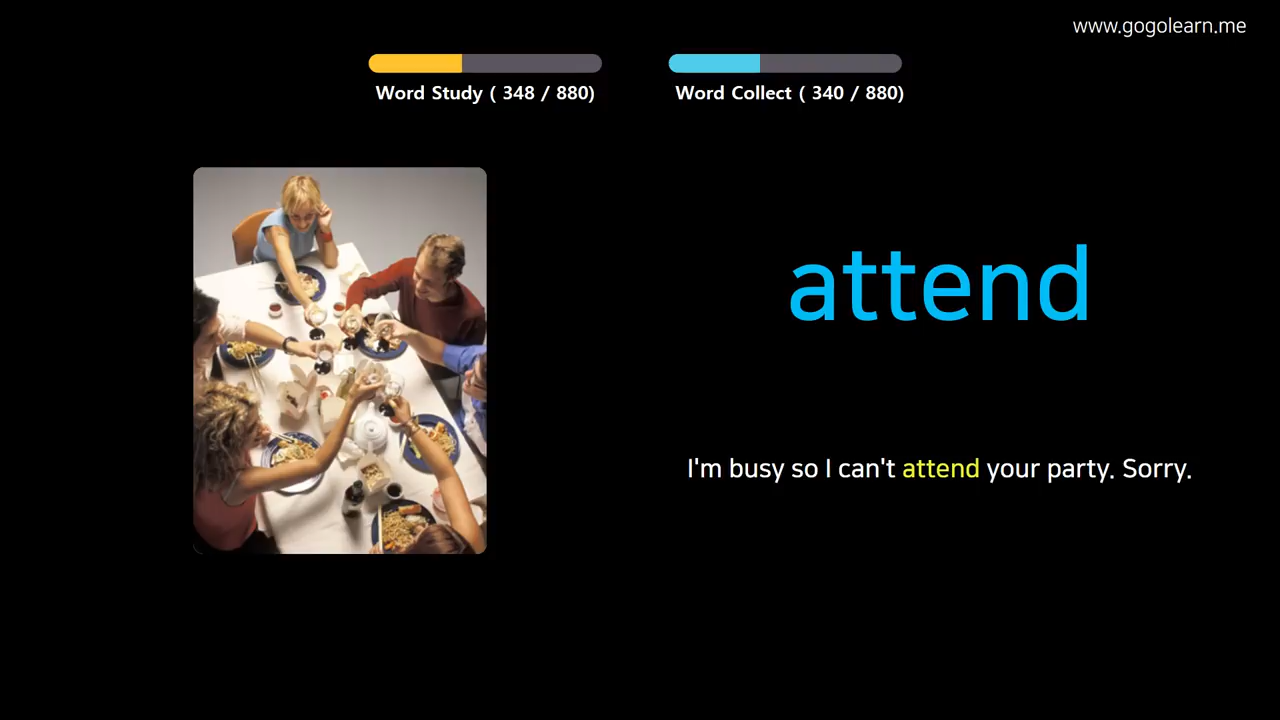 www.gogolearn.me
Word Study ( 348 / 880)
Word Collect ( 340 / 880)
attend
I'm busy so I can't attend your party. Sorry.